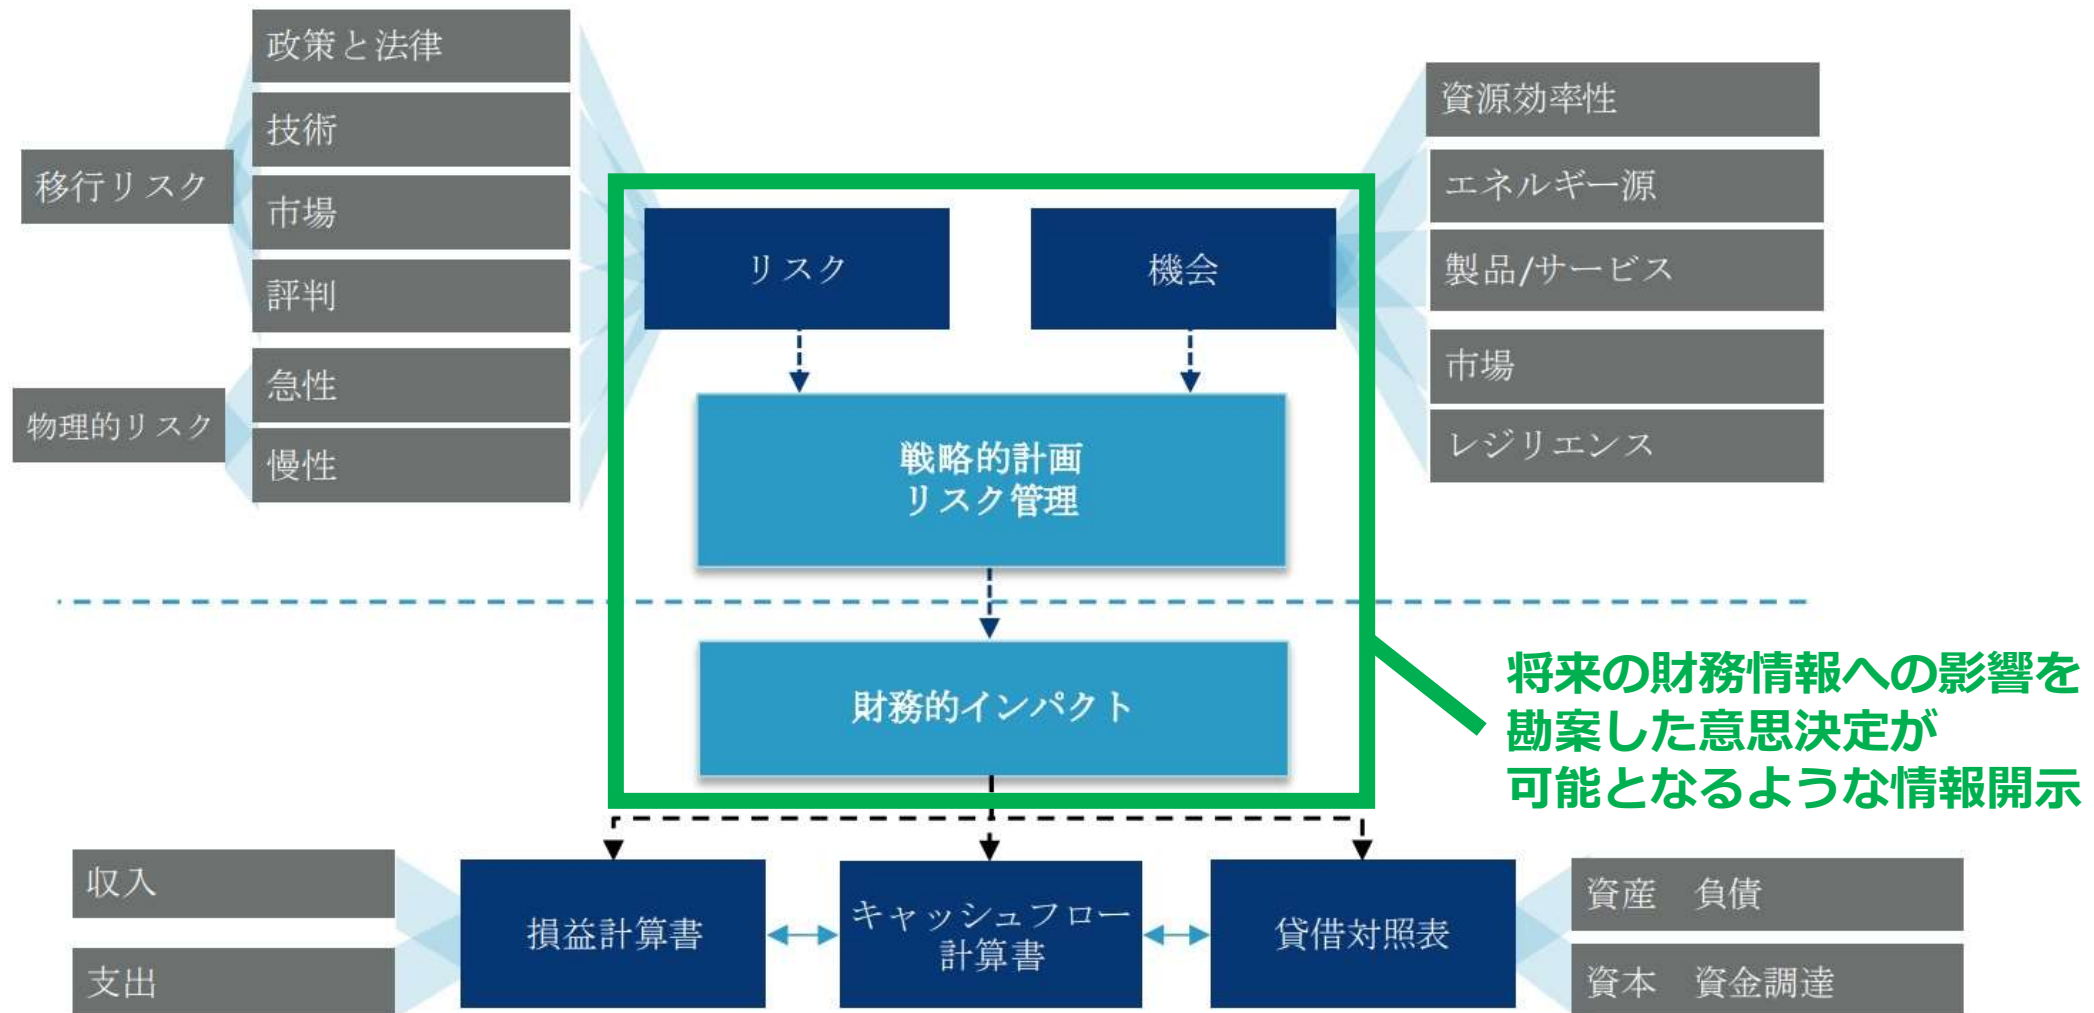 政策と法律
技術
市場
評判
急性
慢性
移行リスク
物理的リスク
リスク
機会
資源効率性
エネルギー源
製品/サービス
市場
レジリエンス
戦略的計画
リスク管理
財務的インパクト
将来の財務情報への影響を
勘案した意思決定が
可能となるような情報開示
収入
支出
損益計算書
キャッシュフロー
計算書
貸借対照表
資産　負債
資本　資金調達